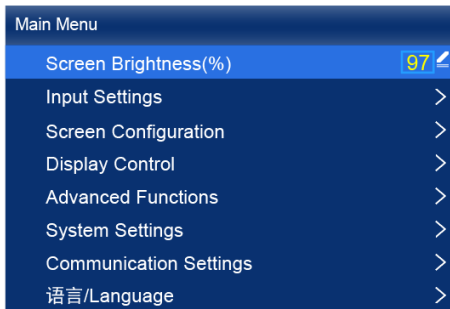 Main Menu
Screen Brightness(%) 97
Input Settings
Screen Configuration
Display Control
Advanced Functions
System Settings
Communication Settings
语言/Language